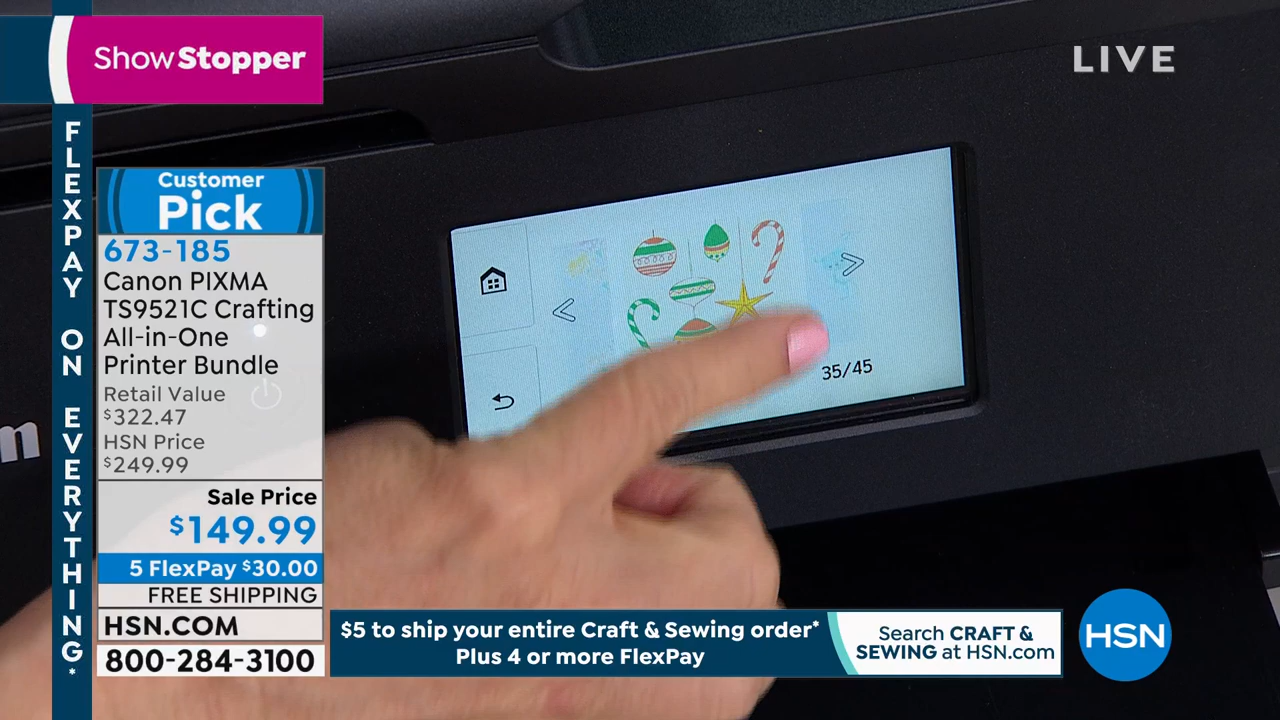 ShowStopper
LIVE
FLEXPAY ON EVERYTHING*
Customer
Pick
673-185
Canon PIXMA
TS9521C Crafting
All-in-One
Printer Bundle
Retail Value
$322.47
HSN Price
$249.99
Sale Price
$149.99
5 FlexPay $30.00
FREE SHIPPING
HSN.COM
800-284-3100
n
<
>
35/45
$5 to ship your entire Craft & Sewing order*
Plus 4 or more FlexPay
Search CRAFT &
SEWING at HSN.com
HSN